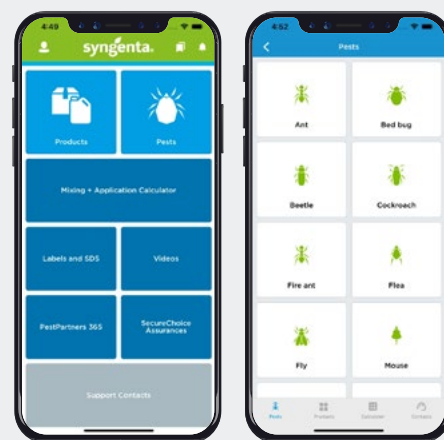 4:49
syngenta.
Products
Pests
Mixing + Application Calculator
Labels and SDS
Videos
PestPartners 365
SecureChoice
Assurances
Support Contacts
4:52
Pests
Ant
Bed bug
Beetle
Cockroach
Fire ant
Flea
Fly
Mouse
Pests
Products
Calculator
Contacts